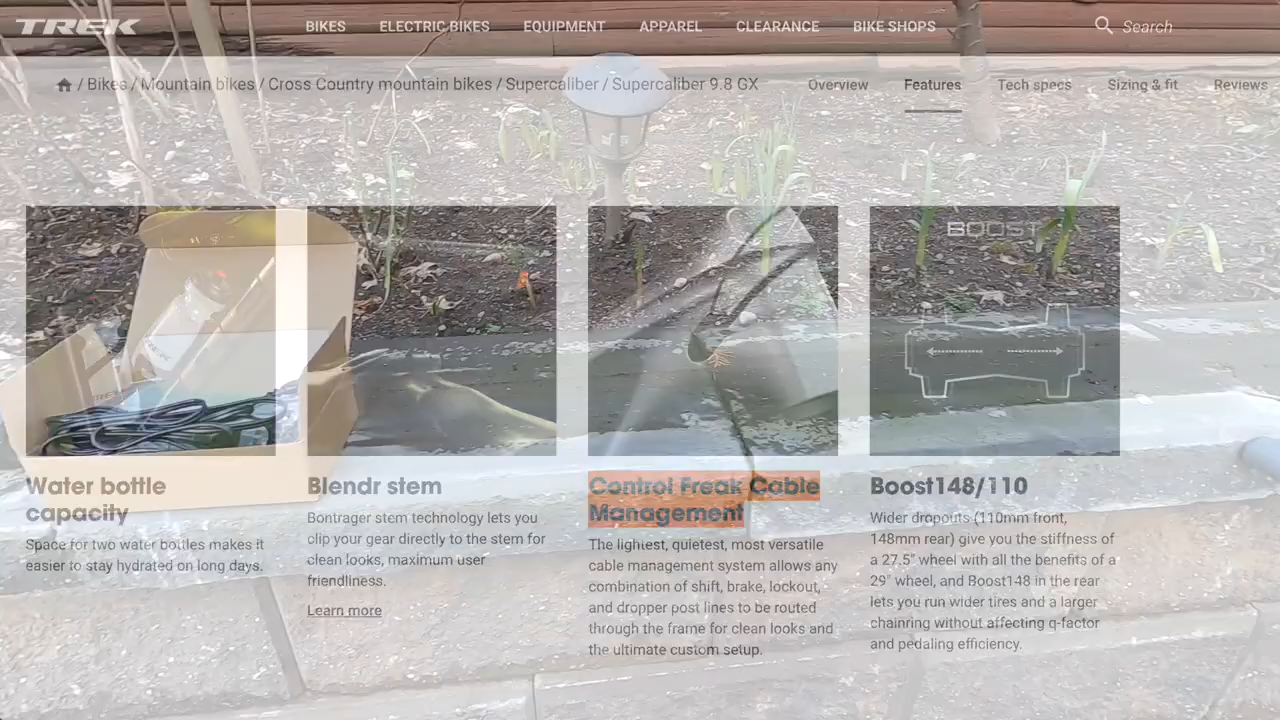 TREK
BIKES ELECTRIC BIKES EQUIPMENT APPAREL CLEARANCE BIKE SHOPS Search
/ Bikes / Mountain bikes / Cross Country mountain bikes / Supercaliber / Supercaliber 9.8 GX Overview Features Tech specs Sizing & fit Reviews
BOOST
Water bottle
capacity
Space for two water bottles makes it
easier to stay hydrated on long days.
Blendr stem
Bontrager stem technology lets you
clip your gear directly to the stem for
clean looks, maximum user
friendliness.
Learn more
Control Freak Cable
Management
The lightest, quietest, most versatile
cable management system allows any
combination of shift, brake, lockout,
and dropper post lines to be routed
through the frame for clean looks and
the ultimate custom setup.
Boost148/110
Wider dropouts (110mm front,
148mm rear) give you the stiffness of
a 27.5" wheel with all the benefits of a
29" wheel, and Boost148 in the rear
lets you run wider tires and a larger
chainring without affecting q-factor
and pedaling efficiency.